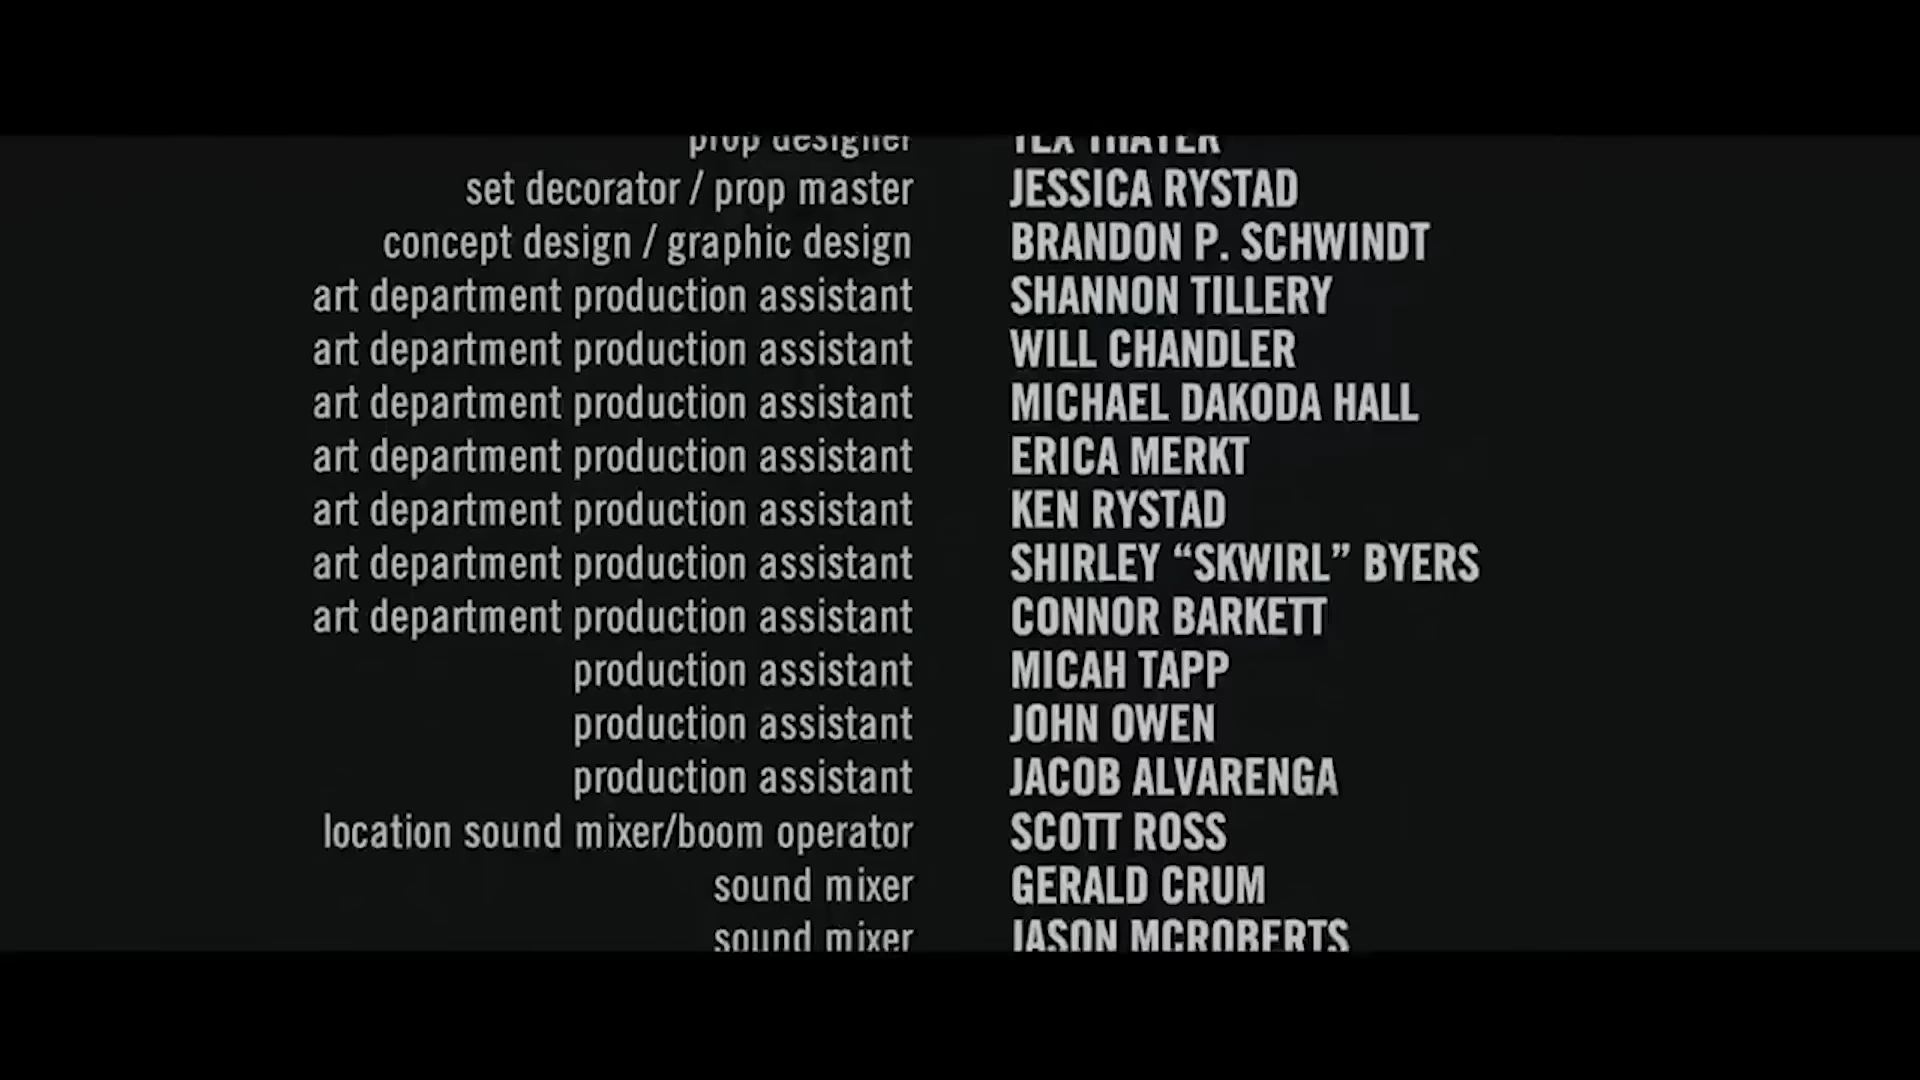 prop designer TEX THAYER
set decorator / prop master JESSICA RYSTAD
concept design / graphic design BRANDON P. SCHWINDT
art department production assistant SHANNON TILLERY
art department production assistant WILL CHANDLER
art department production assistant MICHAEL DAKODA HALL
art department production assistant ERICA MERKT
art department production assistant KEN RYSTAD
art department production assistant SHIRLEY “SKWIRL” BYERS
art department production assistant CONNOR BARKETT
production assistant MICAH TAPP
production assistant JOHN OWEN
production assistant JACOB ALVARENGA
location sound mixer/boom operator SCOTT ROSS
sound mixer GERALD CRUM
sound mixer JASON MCROBERTS